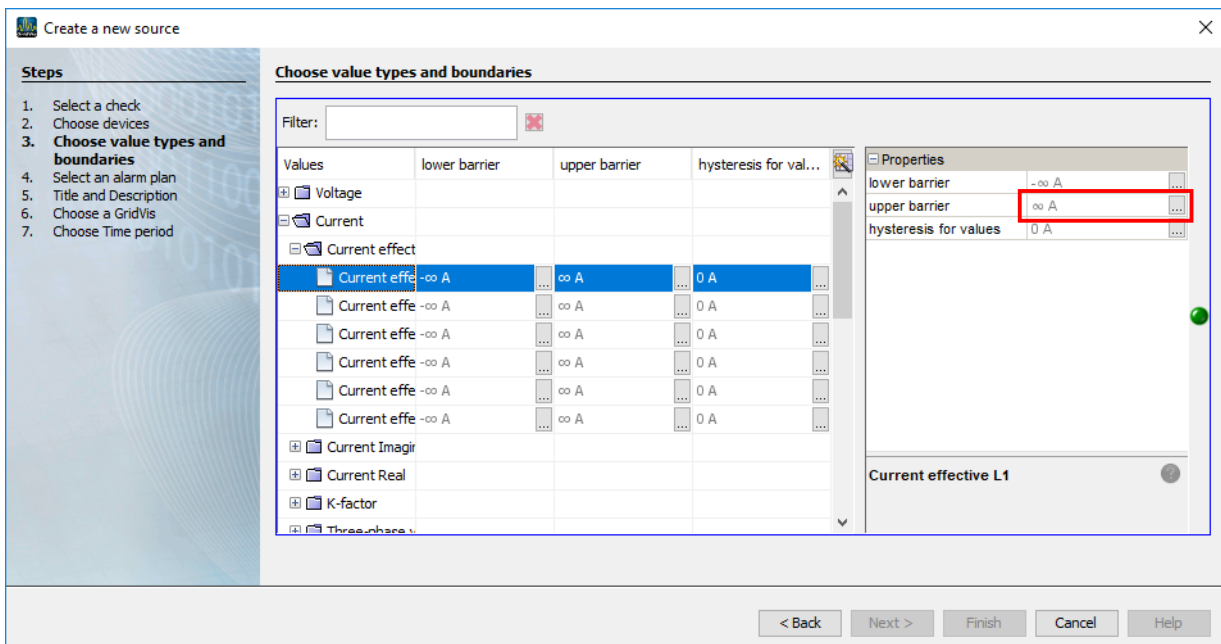 Create a new source
Steps
1. Select a check
2. Choose devices
3. Choose value types and
boundaries
4. Select an alarm plan
5. Title and Description
6. Choose a GridVis
7. Choose Time period
Choose value types and boundaries
Filter:
Values lower barrier upper barrier hysteresis for val...
Voltage
Current
Current effect
Current effe -∞ A ... ∞ A ... 0 A ...
Current effe -∞ A ... ∞ A ... 0 A ...
Current effe -∞ A ... ∞ A ... 0 A ...
Current effe -∞ A ... ∞ A ... 0 A ...
Current effe -∞ A ... ∞ A ... 0 A ...
Current effe -∞ A ... ∞ A ... 0 A ...
Current Imagin
Current Real
K-factor
Three-phase v
Properties
lower barrier -∞ A ...
upper barrier ∞ A ...
hysteresis for values 0 A ...
Current effective L1
?
< Back Next > Finish Cancel Help